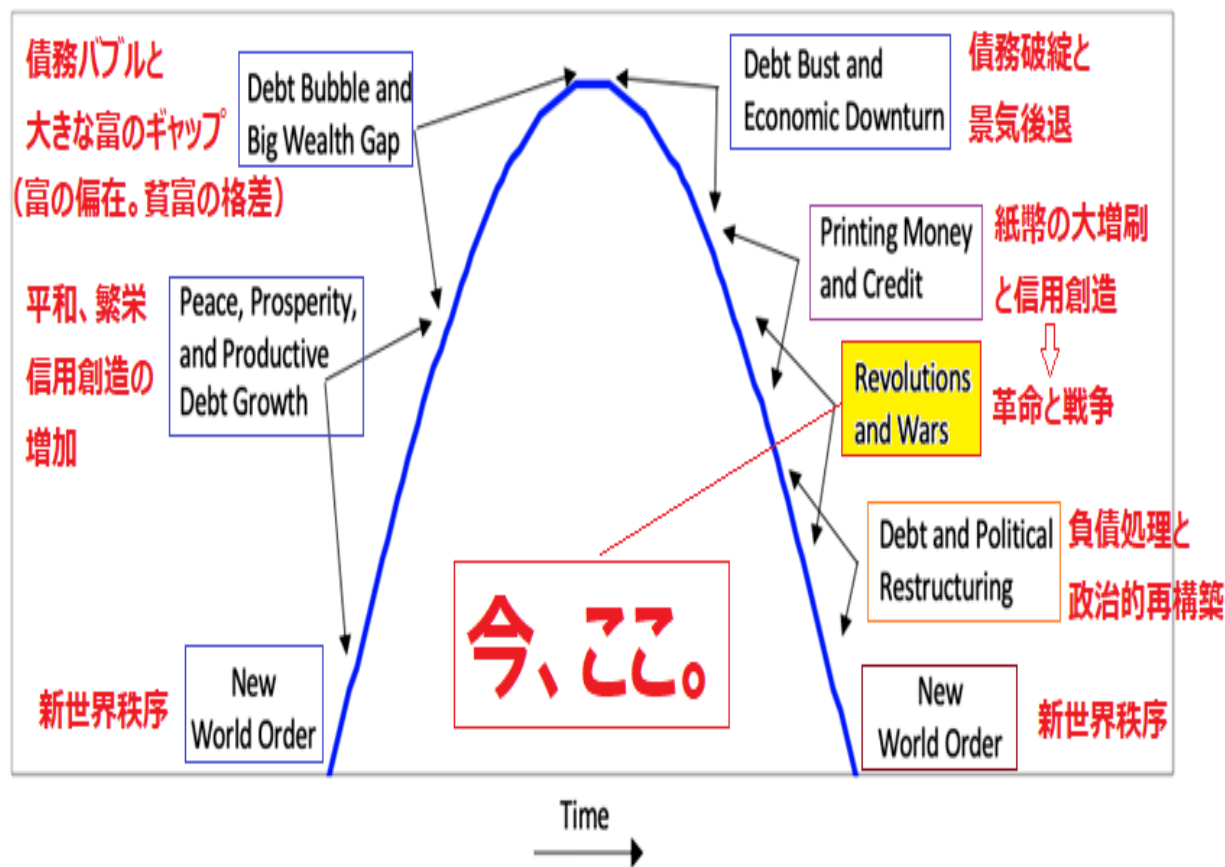 債務バブルと
大きな富のギャップ
（富の偏在。貧富の格差）
Debt Bubble and
Big Wealth Gap
Debt Bust and
Economic Downturn
債務破綻と
景気後退
平和、繁栄
信用創造の
増加
Peace, Prosperity,
and Productive
Debt Growth
Printing Money
and Credit
紙幣の大増刷
と信用創造
Revolutions
and Wars
革命と戦争
今、ここ。
Debt and Political
Restructuring
負債処理と
政治的再構築
新世界秩序
New
World Order
New
World Order
新世界秩序
Time